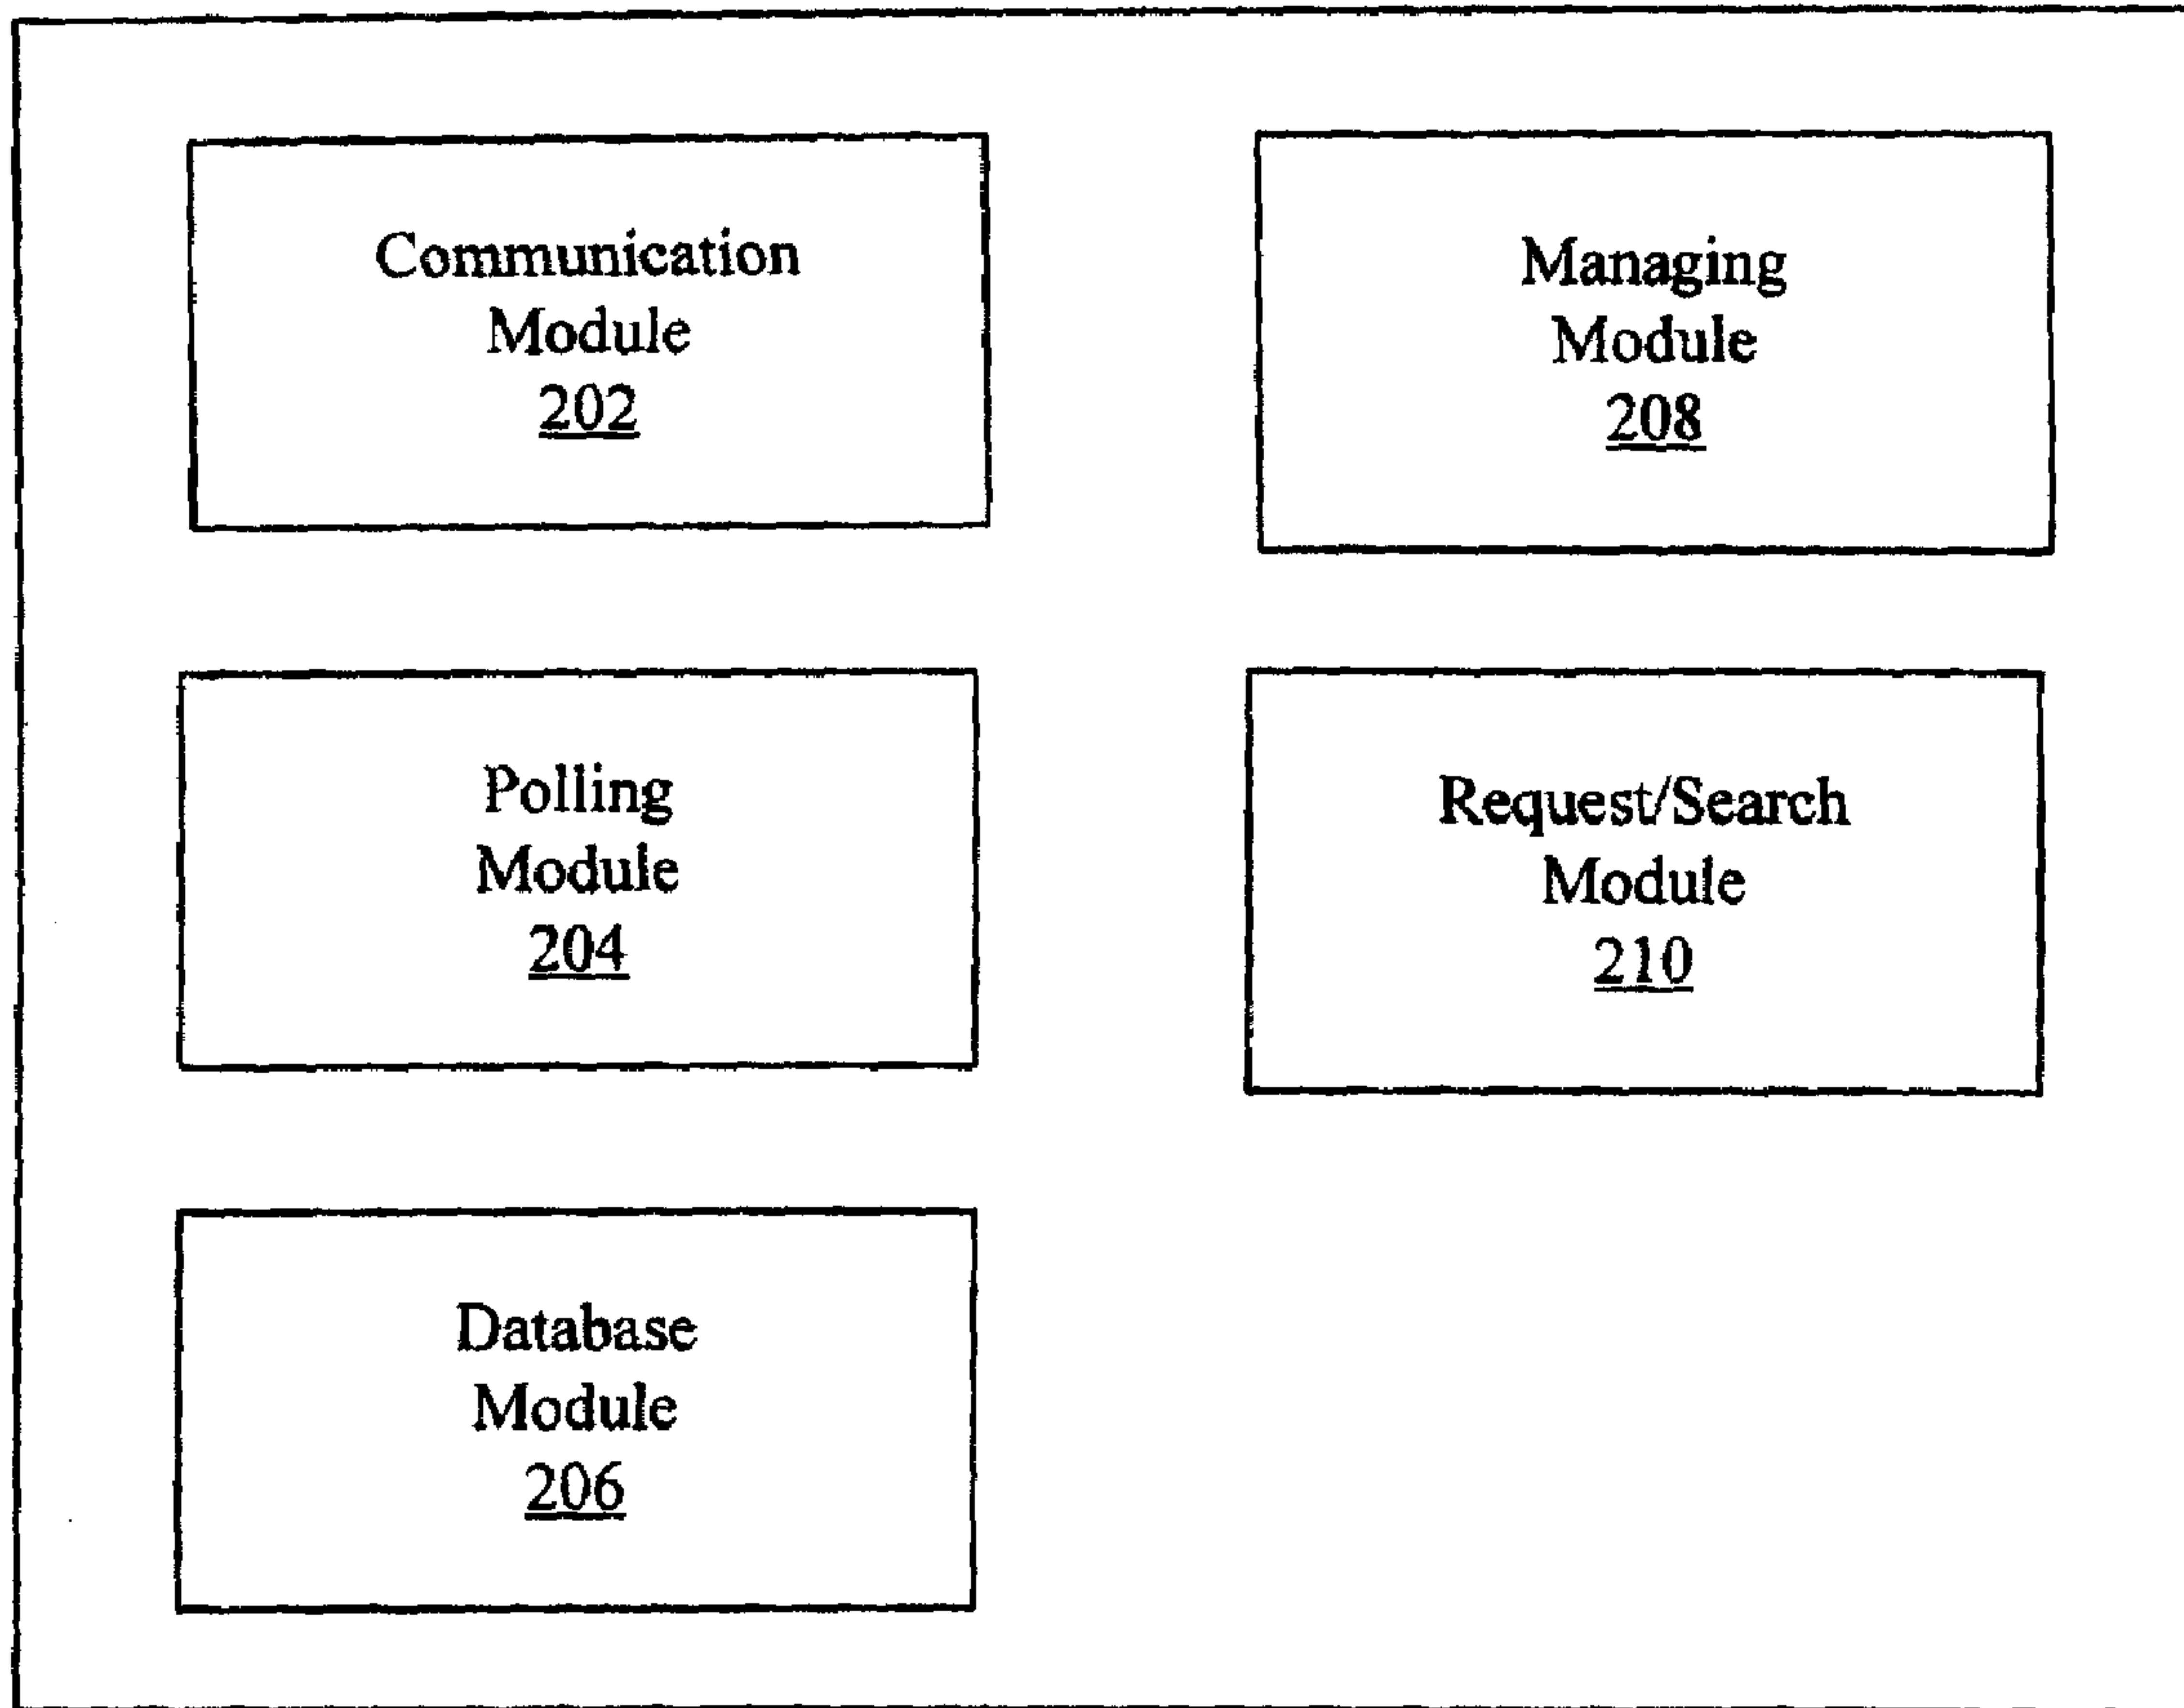 Communication
Module
202
Managing
Module
208
Polling
Module
204
Request/Search
Module
210
Database
Module
206